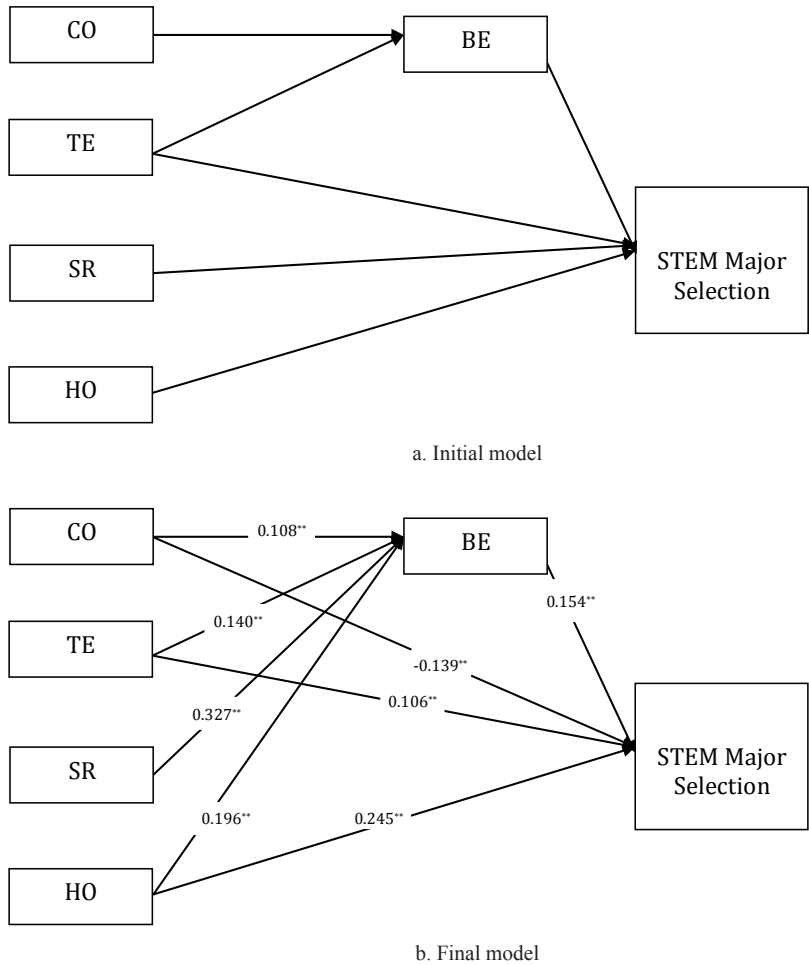 CO
BE
TE
SR
STEM Major
Selection
HO
a. Initial model
CO
0.108**
BE
0.154**
TE
0.140**
-0.139**
0.106**
0.327**
SR
STEM Major
Selection
0.196**
0.245**
HO
b. Final model